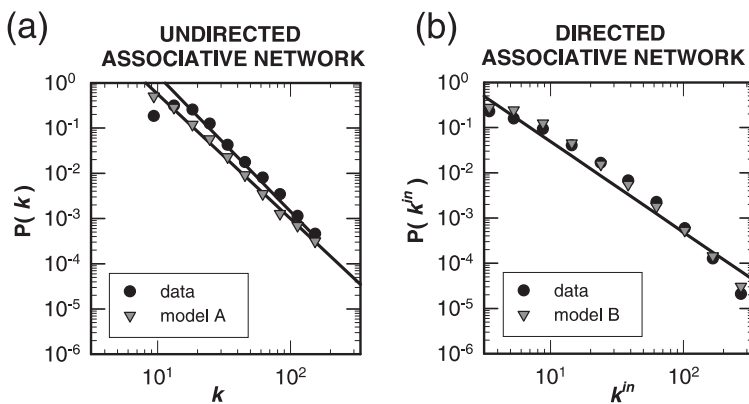 (a)
UNDIRECTED
ASSOCIATIVE NETWORK
P( k )
10^0
10^-1
10^-2
10^-3
10^-4
10^-5
10^-6
data
model A
10^1
10^2
k
(b)
DIRECTED
ASSOCIATIVE NETWORK
P( k^in )
10^0
10^-1
10^-2
10^-3
10^-4
10^-5
10^-6
data
model B
10^1
10^2
k^in